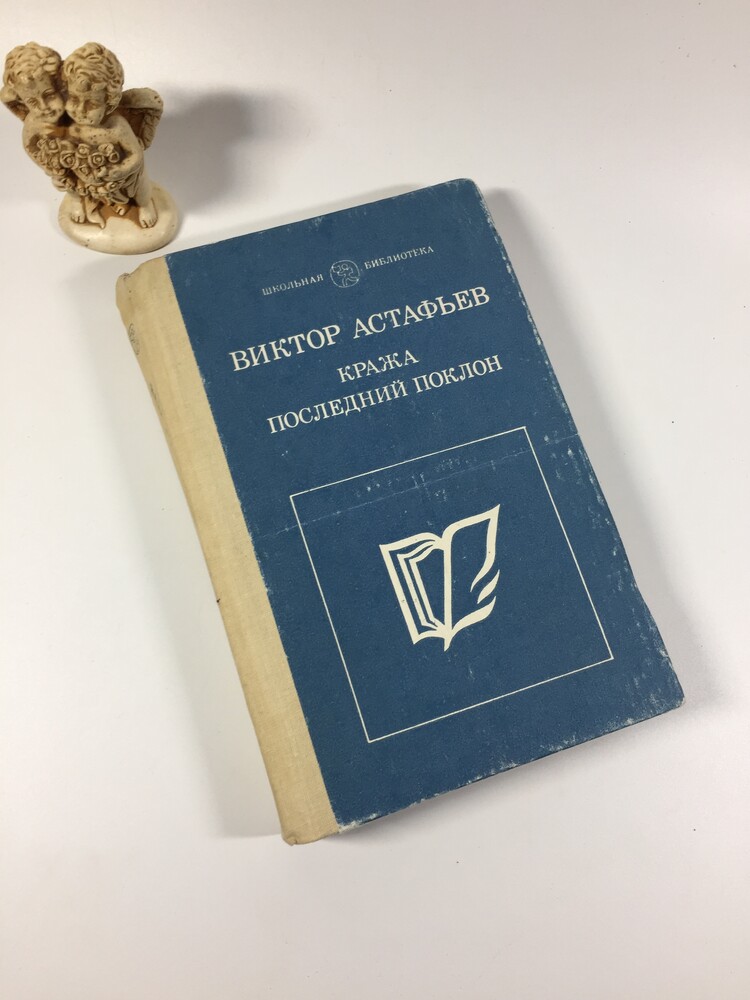 ШКОЛЬНАЯ БИБЛИОТЕКА
ВИКТОР АСТАФЬЕВ
КРАЖА
ПОСЛЕДНИЙ ПОКЛОН